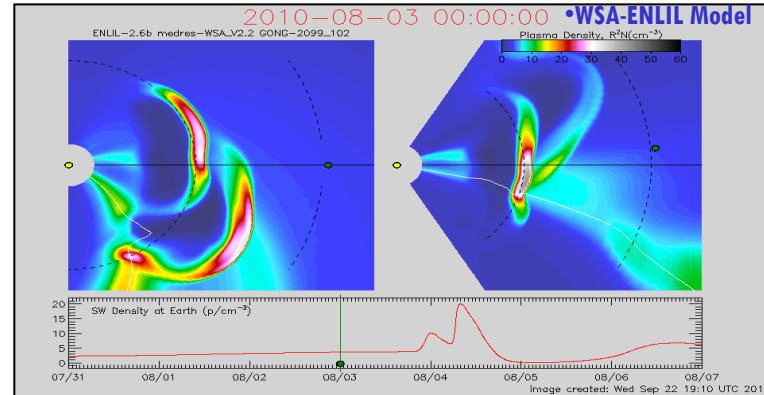 2010-08-03 00:00:00 •WSA-ENLIL Model
ENLIL-2.6b medres-WSA_V2.2 GONG-2099_102
Plasma Density, R²N(cm⁻³)
0 10 20 30 40 50 60
SW Density at Earth (p/cm⁻³)
20
15
10
5
0
07/31 08/01 08/02 08/03 08/04 08/05 08/06 08/07
image created: Wed Sep 22 19:10 UTC 201